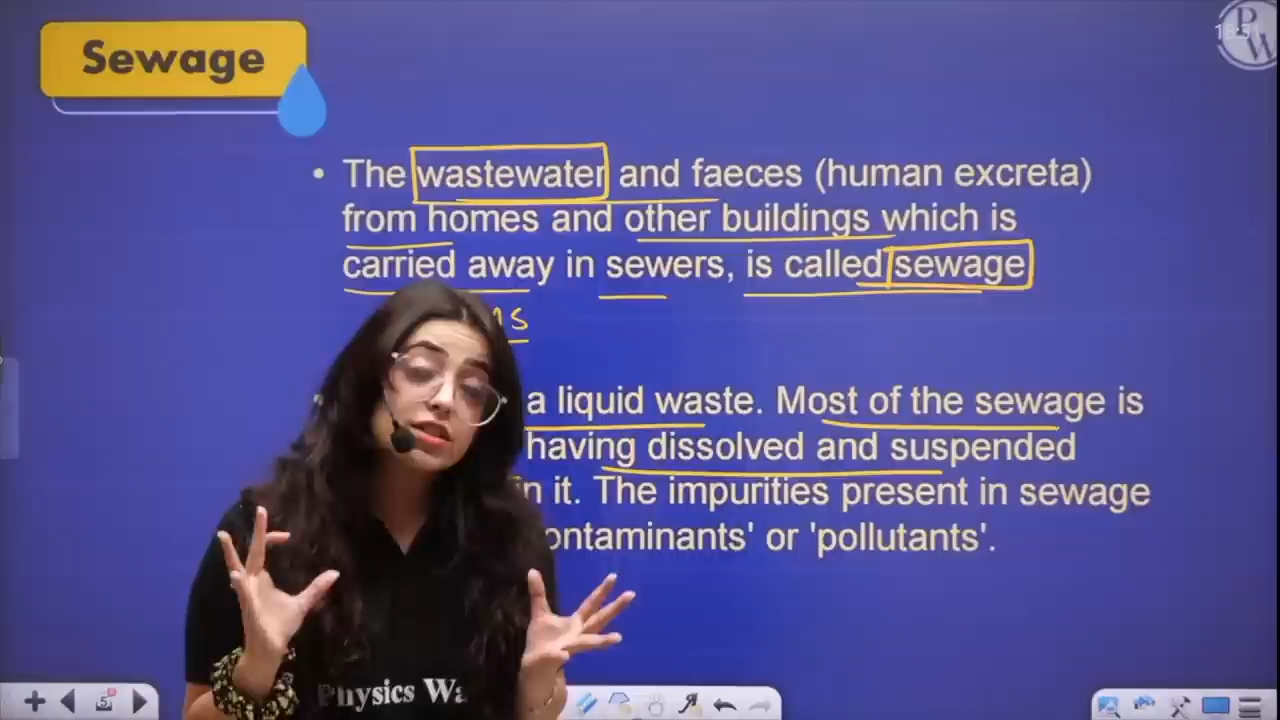 Sewage
PW
• The wastewater and faeces (human excreta)
from homes and other buildings which is
carried away in sewers, is called sewage
s
a liquid waste. Most of the sewage is
having dissolved and suspended
in it. The impurities present in sewage
ontaminants' or 'pollutants'.
Physics Wa
5